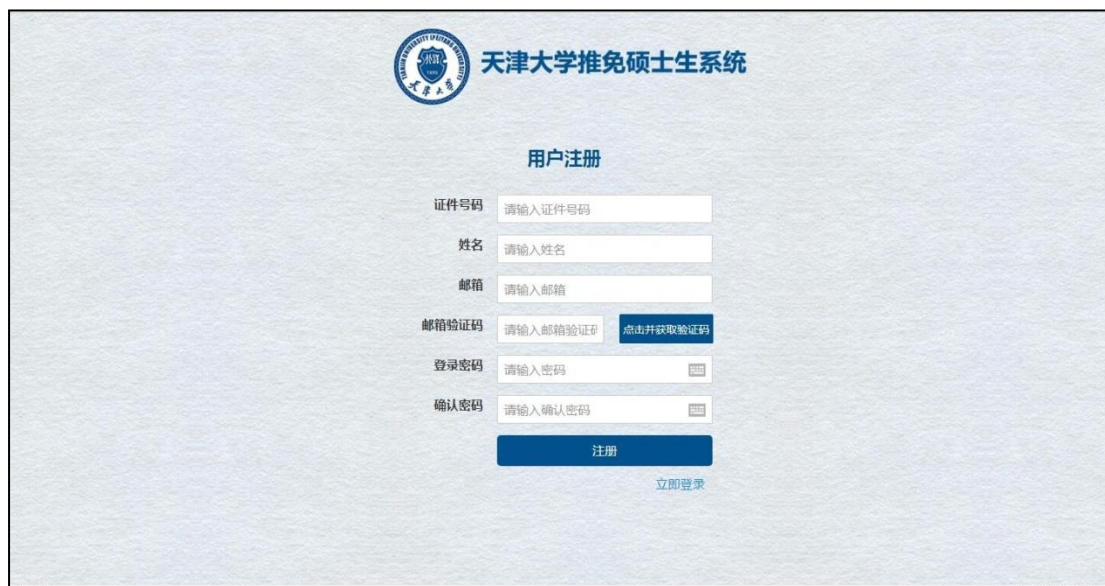 天津大学推免硕士生系统
用户注册
证件号码 请输入证件号码
姓名 请输入姓名
邮箱 请输入邮箱
邮箱验证码 请输入邮箱验证 点击并获取验证码
登录密码 请输入密码
确认密码 请输入确认密码
注册
立即登录